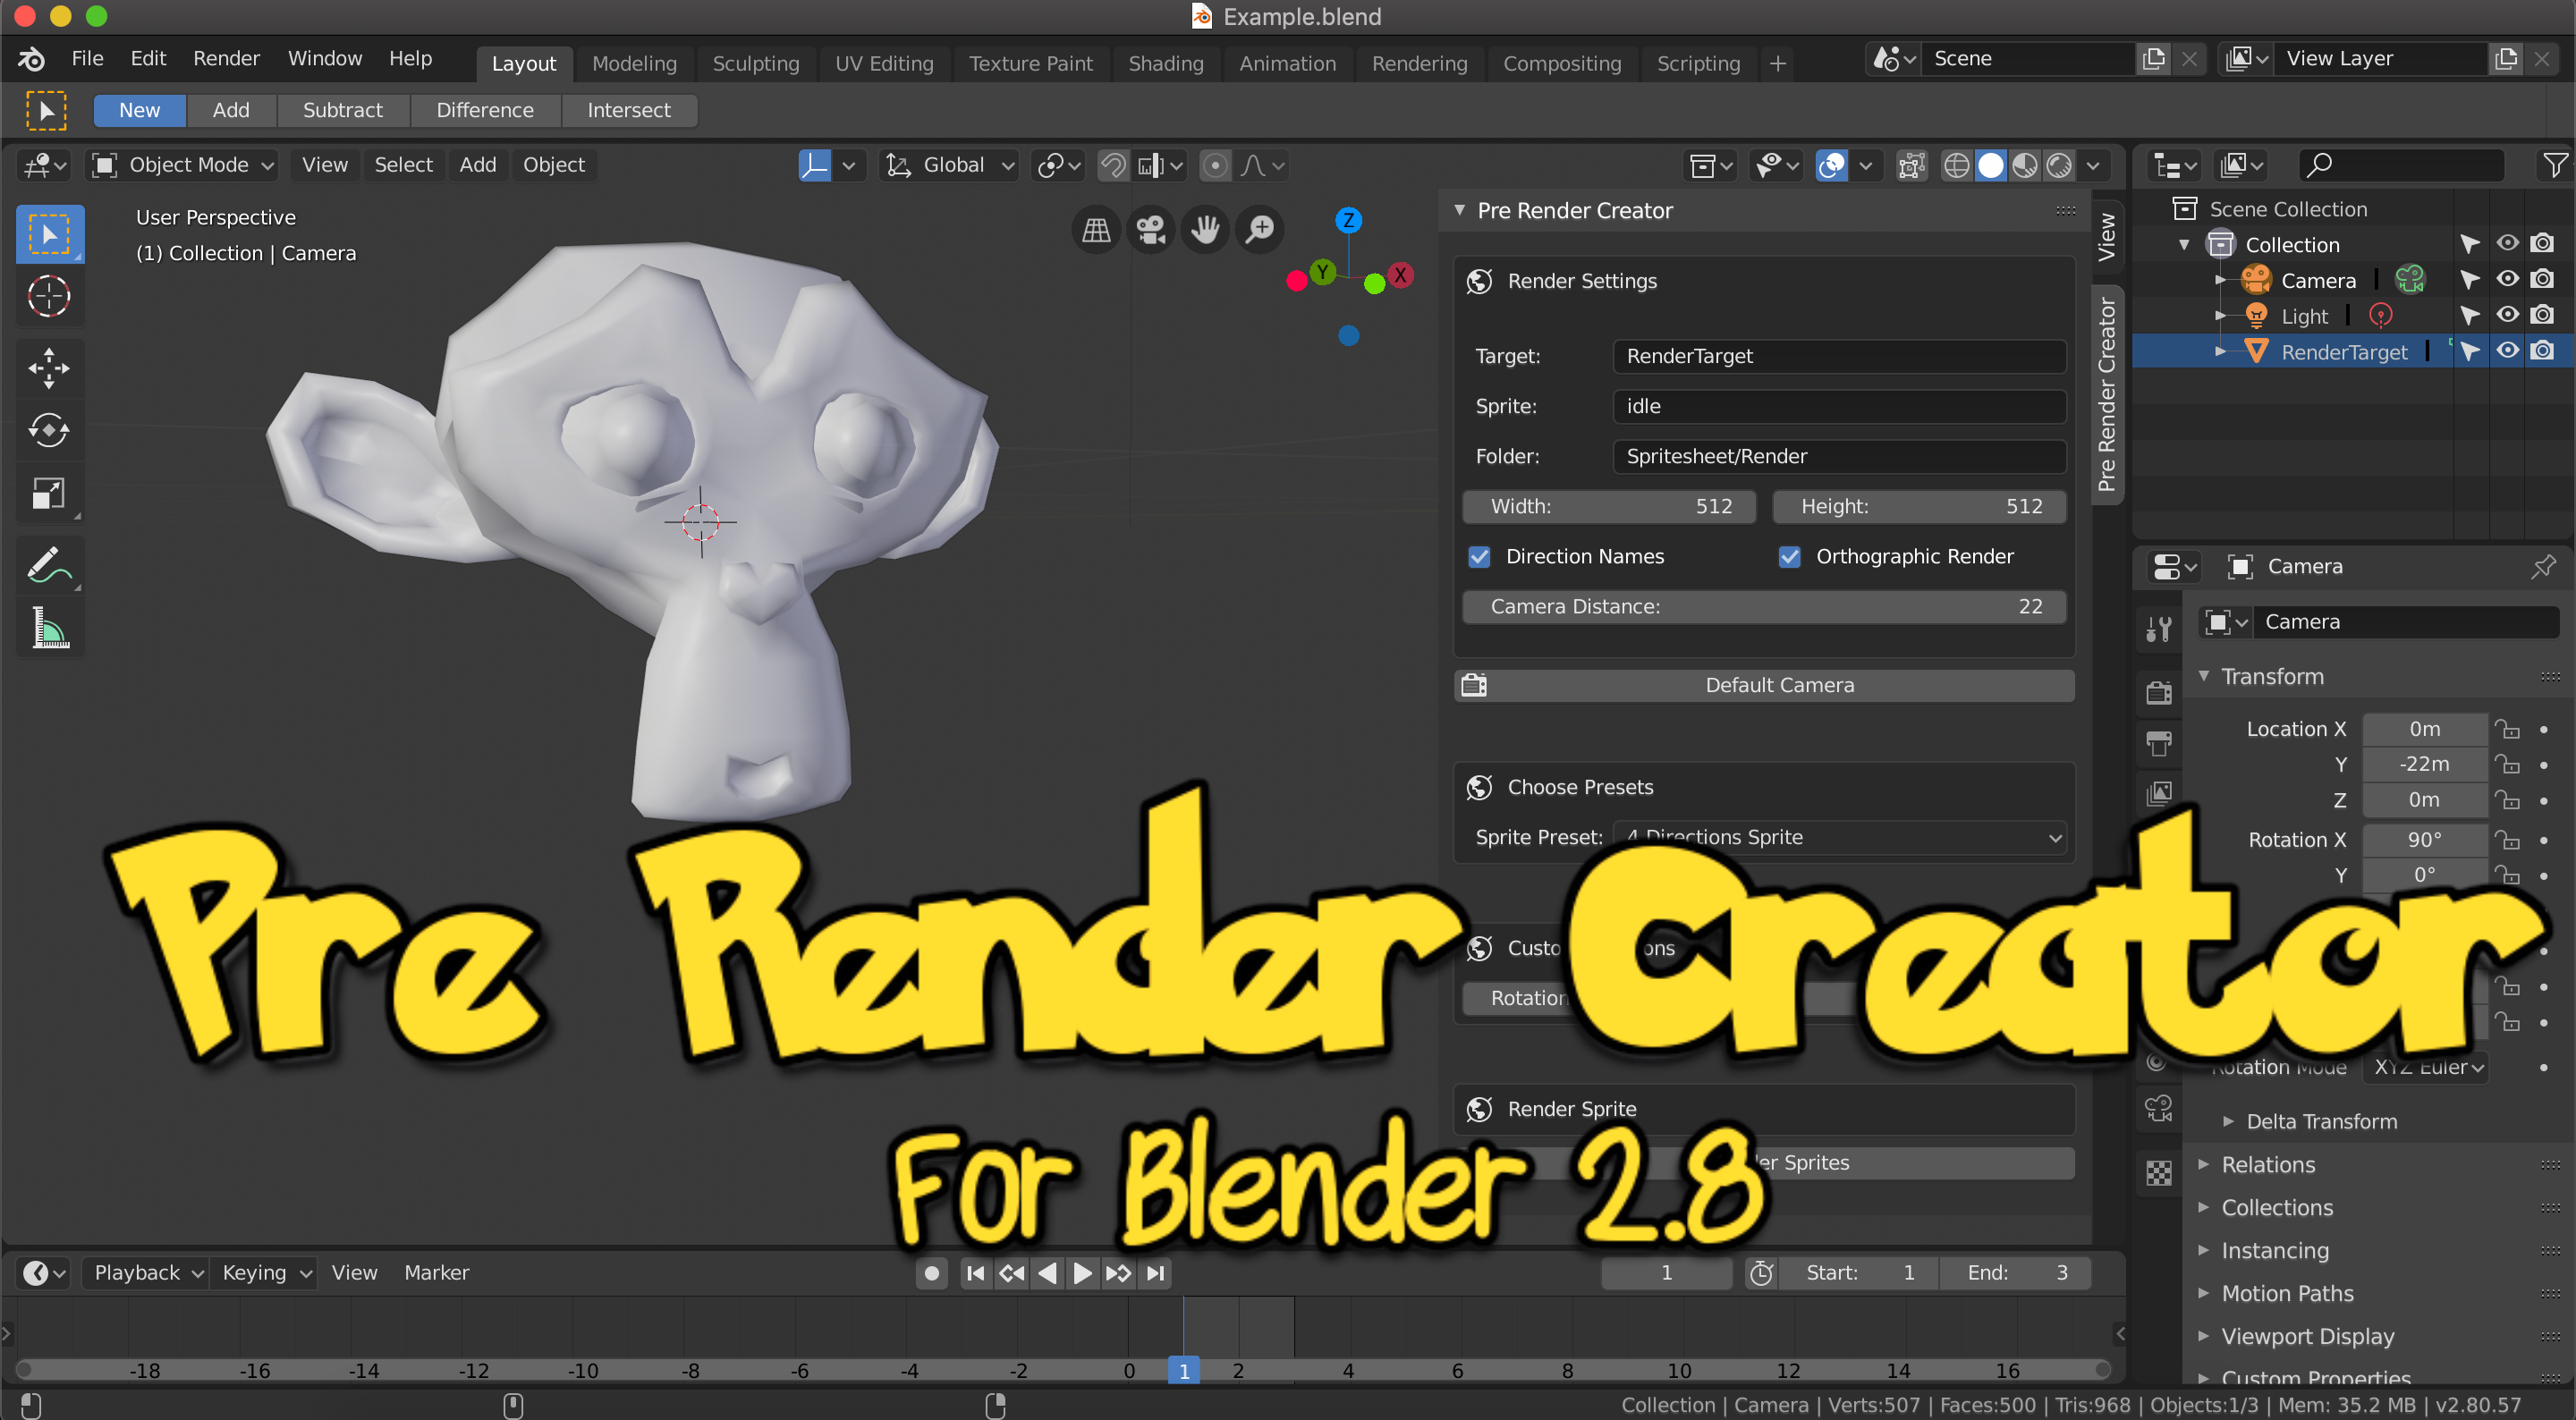 Example.blend
File Edit Render Window Help Layout Modeling Sculpting UV Editing Texture Paint Shading Animation Rendering Compositing Scripting + Scene View Layer
New Add Subtract Difference Intersect
Object Mode View Select Add Object Global
User Perspective
(1) Collection | Camera
Z
Y
X
Pre Render Creator
Render Settings
Target: RenderTarget
Sprite: idle
Folder: Spritesheet/Render
Width: 512 Height: 512
Direction Names Orthographic Render
Camera Distance: 22
Default Camera
Choose Presets
Sprite Preset: 4 Directions Sprite
Render Sprite
View
Pre Render Creator
Scene Collection
Collection
Camera
Light
RenderTarget
Camera
Camera
Transform
Location X 0m
Y -22m
Z 0m
Rotation X 90°
Y 0°
Rotation Mode XYZ Euler
Delta Transform
Relations
Collections
Instancing
Motion Paths
Viewport Display
Custom Properties
Pre Render Creator
For Blender 2.8
Playback Keying View Marker 1 Start: 1 End: 3
-18 -16 -14 -12 -10 -8 -6 -4 -2 0 1 2 4 6 8 10 12 14 16
Collection | Camera | Verts:507 | Faces:500 | Tris:968 | Objects:1/3 | Mem: 35.2 MB | v2.80.57